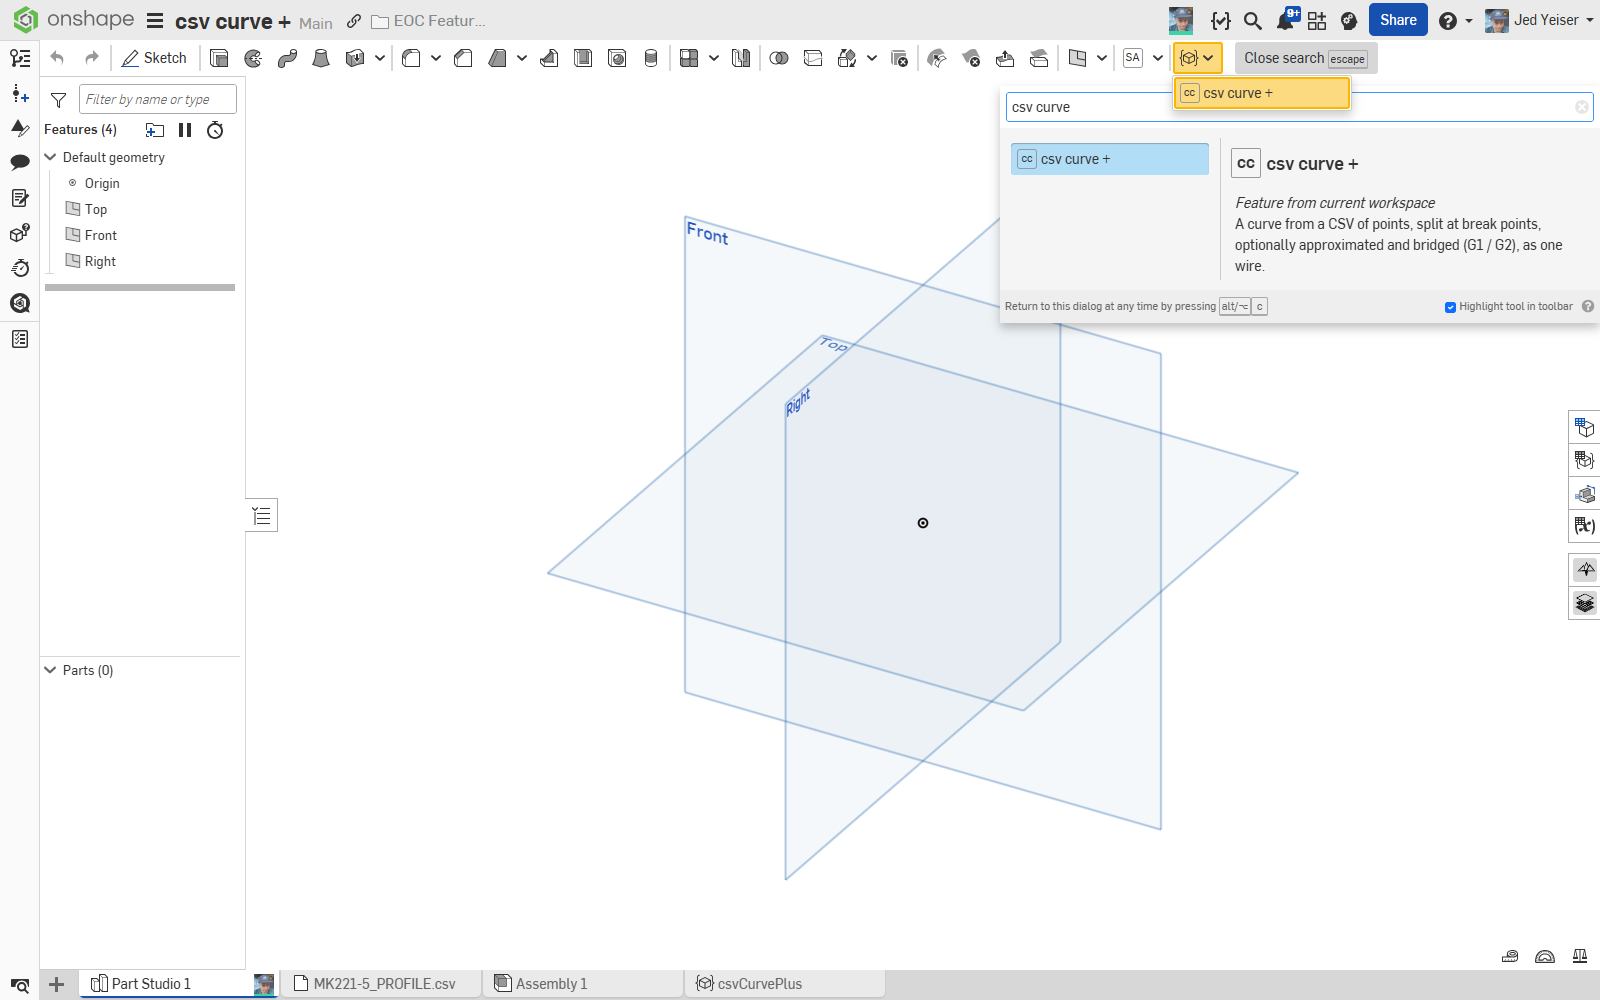 onshape
csv curve +
Main
EOC Featur...
9+
Share
Jed Yeiser
Sketch
SA
Close search escape
Filter by name or type
cc csv curve +
csv curve
Features (4)
Default geometry
Origin
Top
Front
Right
cc csv curve +
cc csv curve +
Feature from current workspace
A curve from a CSV of points, split at break points,
optionally approximated and bridged (G1 / G2), as one
wire.
Return to this dialog at any time by pressing alt/⌥ c
Highlight tool in toolbar
Front
Top
Right
Parts (0)
Part Studio 1
MK221-5_PROFILE.csv
Assembly 1
csvCurvePlus